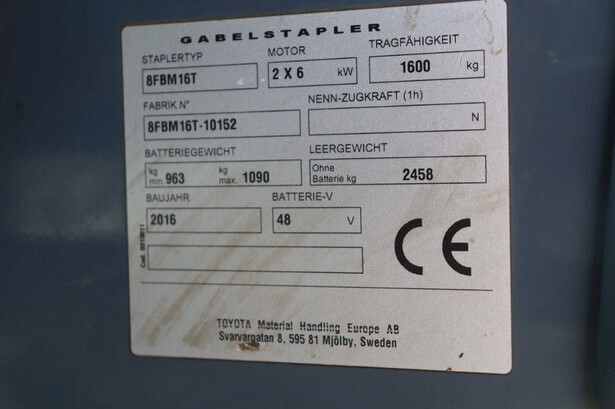 GABELSTAPLER
STAPLERTYP MOTOR TRAGFÄHIGKEIT
8FBM16T 2 X 6 kW 1600 kg
FABRIK N° NENN-ZUGKRAFT (1h)
8FBM16T-10152 N
BATTERIEGEWICHT LEERGEWICHT
kg min. 963 kg max. 1090 Ohne Batterie kg 2458
BAUJAHR BATTERIE-V
2016 48 V
CE
TOYOTA Material Handling Europe AB
Svarvargatan 8, 595 81 Mjölby, Sweden